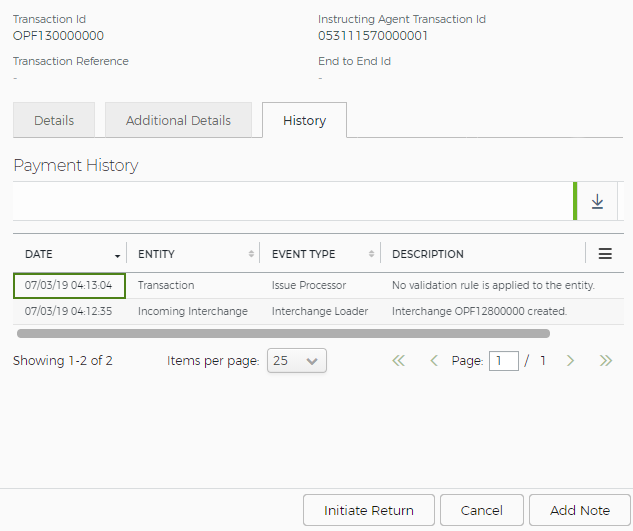 Transaction Id
OPF130000000
Instructing Agent Transaction Id
053111570000001
Transaction Reference
-
End to End Id
-
Details Additional Details History
Payment History
DATE ENTITY EVENT TYPE DESCRIPTION
07/03/19 04:13:04 Transaction Issue Processor No validation rule is applied to the entity.
07/03/19 04:12:35 Incoming Interchange Interchange Loader Interchange OPF12800000 created.
Showing 1-2 of 2 Items per page: 25 Page: 1 / 1
Initiate Return Cancel Add Note